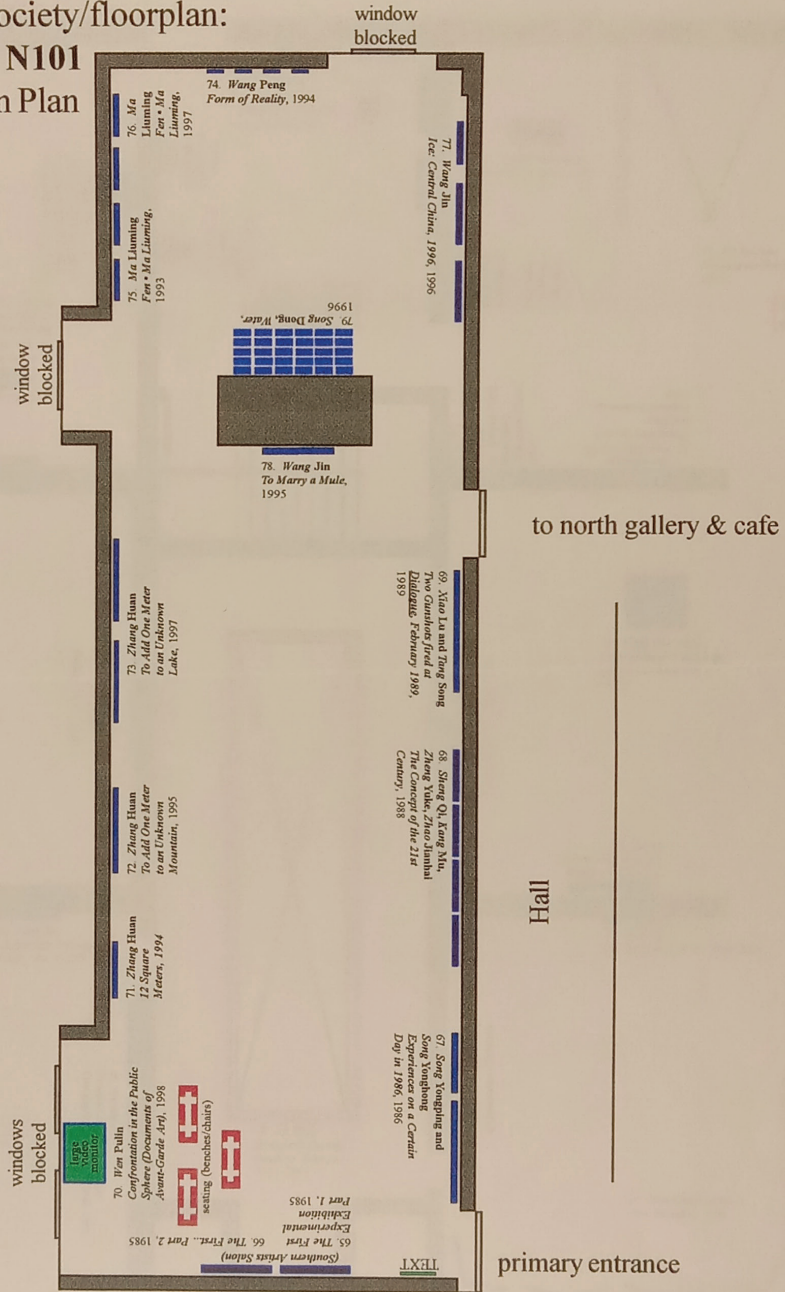 ociety/floorplan:
N101
n Plan
window
blocked
74. Wang Peng
Form of Reality, 1994
76. Ma
Liuming
Fen • Ma
Liuming,
1997
75. Ma Liuming
Fen • Ma Liuming,
1993
77. Wang Jin
Ice: Central China, 1996, 1996
79. Song Dong, Water,
1996
window
blocked
78. Wang Jin
To Marry a Mule,
1995
to north gallery & cafe
73. Zhang Huan
To Add One Meter
to an Unknown
Lake, 1997
69. Xiao Lu and Tang Song
Two Gunshots fired at
Dialogue, February 1989,
1989
72. Zhang Huan
To Add One Meter
to an Unknown
Mountain, 1995
68. Sheng Qi, Kang Mu,
Zheng Yuke, Zhao Jianhai
The Concept of the 21st
Century, 1988
Hall
71. Zhang Huan
12 Square
Meters, 1994
67. Song Yongping and
Song Yonghong
Experiences on a Certain
Day in 1986, 1986
windows
blocked
large
video
monitor
70. Wen Pulin
Confrontation in the Public
Sphere (Documents of
Avant-Garde Art), 1998
seating (benches/chairs)
(Southern Artists Salon)
65. The First
Experimental
Exhibition
Part 1, 1985
66. The First... Part 2, 1985
TEXT
primary entrance